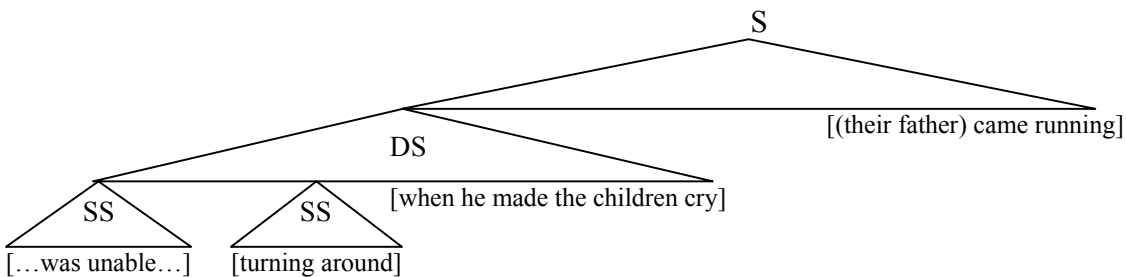 S
[(their father) came running]
DS
[when he made the children cry]
SS
SS
[…was unable…]
[turning around]